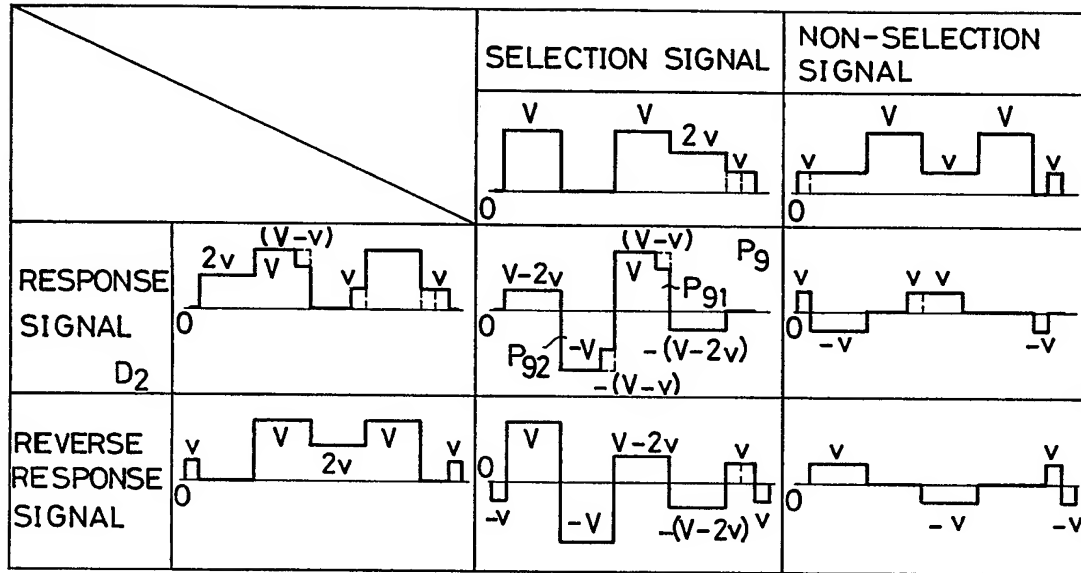 SELECTION SIGNAL
NON-SELECTION
SIGNAL
V V 2v v
0
v V v V v
0
RESPONSE
SIGNAL
D2
2v V (V-v) v v
0
V-2v (V-v) V P9
P91
0
P92 -V -(V-2v)
-(V-v)
v v v
0
-v -v
REVERSE
RESPONSE
SIGNAL
v V 2v V v
0
0 V V-2v v
-v -V -(V-2v) v
v v
0
-v -v